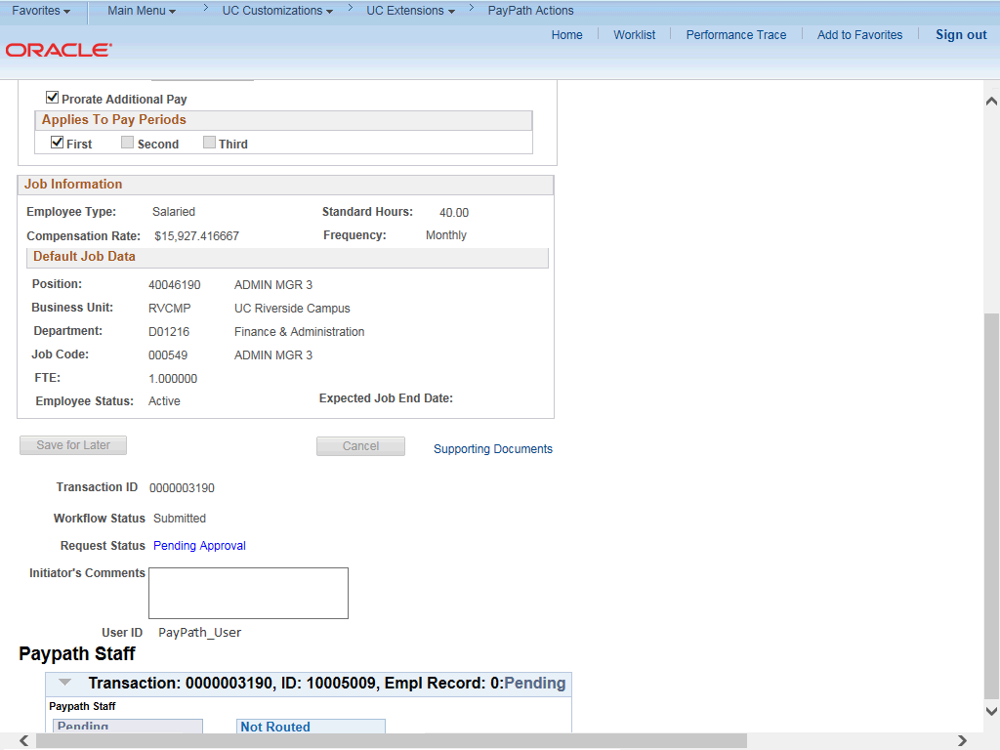 Favorites Main Menu > UC Customizations > UC Extensions > PayPath Actions
Home Worklist Performance Trace Add to Favorites Sign out
ORACLE
Prorate Additional Pay
Applies To Pay Periods
First Second Third
Job Information
Employee Type: Salaried Standard Hours: 40.00
Compensation Rate: $15,927.416667 Frequency: Monthly
Default Job Data
Position: 40046190 ADMIN MGR 3
Business Unit: RVCMP UC Riverside Campus
Department: D01216 Finance & Administration
Job Code: 000549 ADMIN MGR 3
FTE: 1.000000
Employee Status: Active Expected Job End Date:
Save for Later Cancel Supporting Documents
Transaction ID 0000003190
Workflow Status Submitted
Request Status Pending Approval
Initiator's Comments
User ID PayPath_User
Paypath Staff
Transaction: 0000003190, ID: 10005009, Empl Record: 0:Pending
Paypath Staff
Pending Not Routed